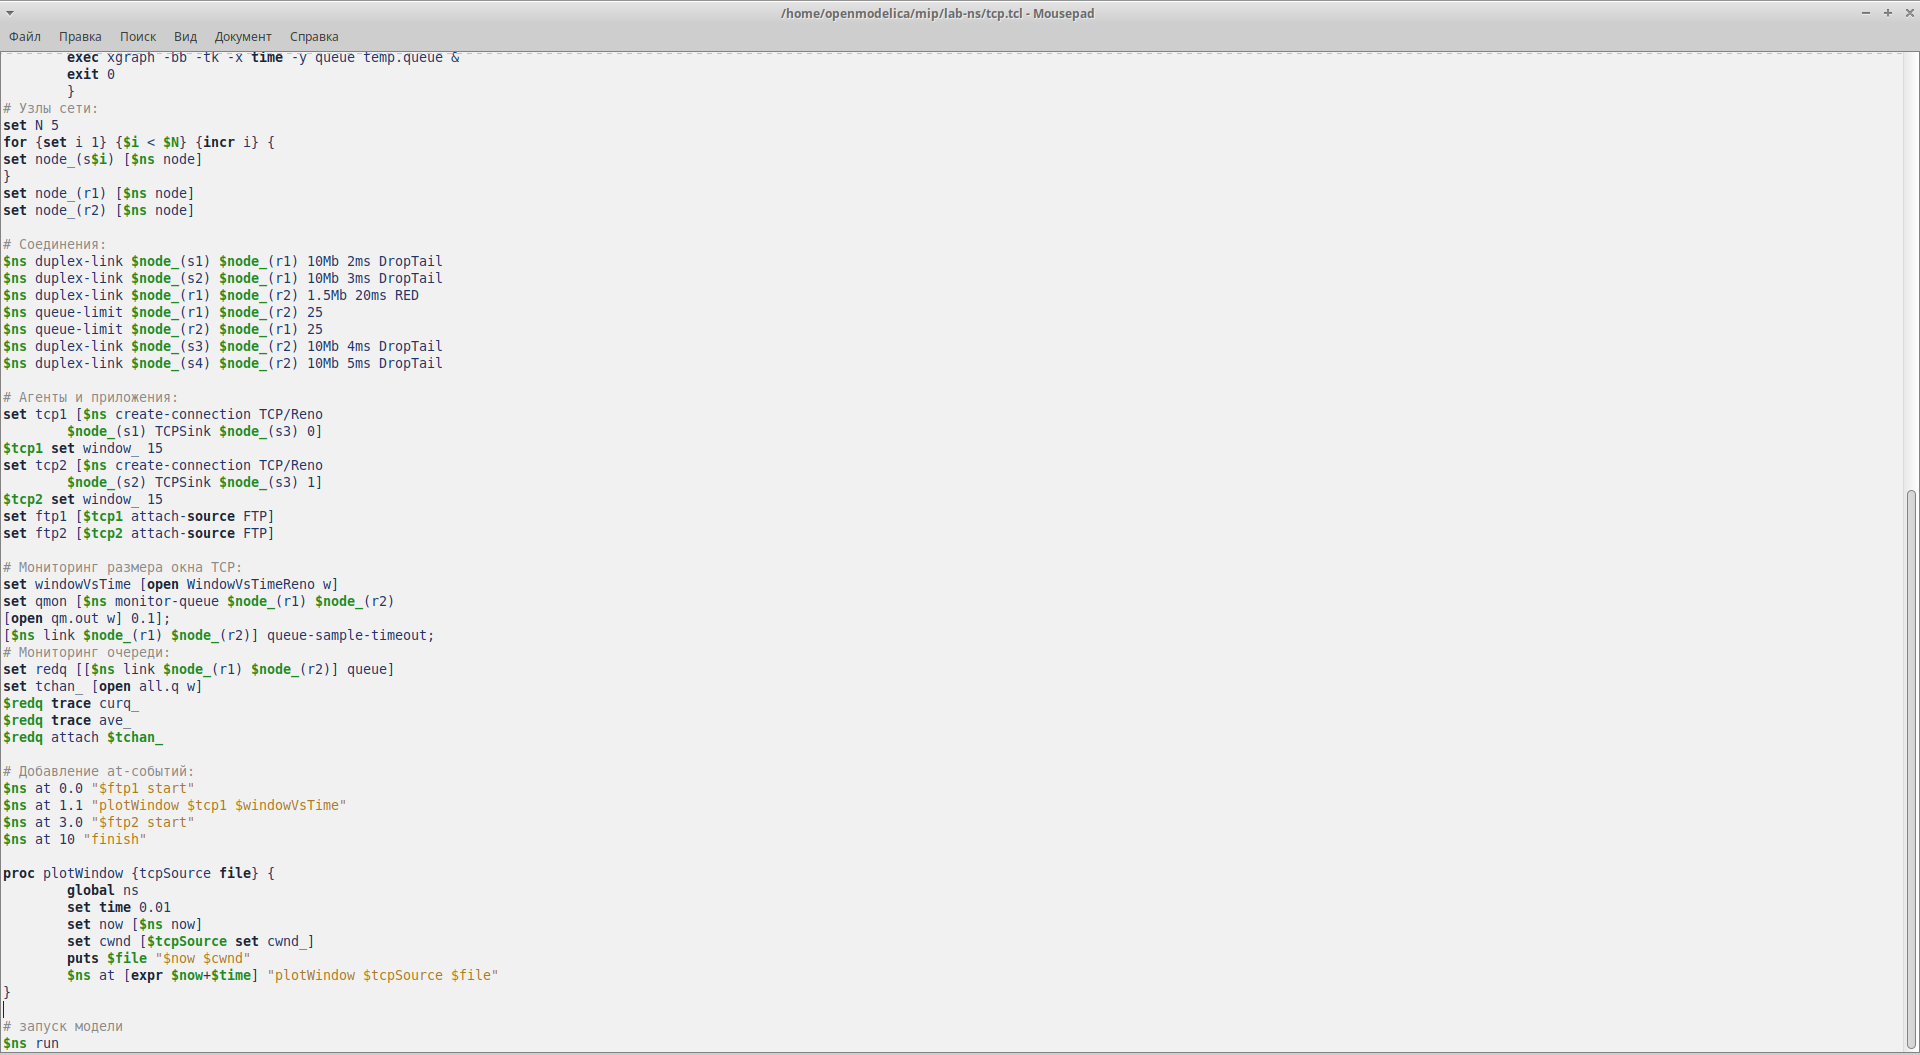 /home/openmodelica/mip/lab-ns/tcp.tcl - Mousepad
Файл Правка Поиск Вид Документ Справка
        exec xgraph -bb -tk -x time -y queue temp.queue &
        exit 0
        }
# Узлы сети:
set N 5
for {set i 1} {$i < $N} {incr i} {
set node_(s$i) [$ns node]
}
set node_(r1) [$ns node]
set node_(r2) [$ns node]

# Соединения:
$ns duplex-link $node_(s1) $node_(r1) 10Mb 2ms DropTail
$ns duplex-link $node_(s2) $node_(r1) 10Mb 3ms DropTail
$ns duplex-link $node_(r1) $node_(r2) 1.5Mb 20ms RED
$ns queue-limit $node_(r1) $node_(r2) 25
$ns queue-limit $node_(r2) $node_(r1) 25
$ns duplex-link $node_(s3) $node_(r2) 10Mb 4ms DropTail
$ns duplex-link $node_(s4) $node_(r2) 10Mb 5ms DropTail

# Агенты и приложения:
set tcp1 [$ns create-connection TCP/Reno
        $node_(s1) TCPSink $node_(s3) 0]
$tcp1 set window_ 15
set tcp2 [$ns create-connection TCP/Reno
        $node_(s2) TCPSink $node_(s3) 1]
$tcp2 set window_ 15
set ftp1 [$tcp1 attach-source FTP]
set ftp2 [$tcp2 attach-source FTP]

# Мониторинг размера окна TCP:
set windowVsTime [open WindowVsTimeReno w]
set qmon [$ns monitor-queue $node_(r1) $node_(r2)
[open qm.out w] 0.1];
[$ns link $node_(r1) $node_(r2)] queue-sample-timeout;
# Мониторинг очереди:
set redq [[$ns link $node_(r1) $node_(r2)] queue]
set tchan_ [open all.q w]
$redq trace curq_
$redq trace ave_
$redq attach $tchan_

# Добавление at-событий:
$ns at 0.0 "$ftp1 start"
$ns at 1.1 "plotWindow $tcp1 $windowVsTime"
$ns at 3.0 "$ftp2 start"
$ns at 10 "finish"

proc plotWindow {tcpSource file} {
        global ns
        set time 0.01
        set now [$ns now]
        set cwnd [$tcpSource set cwnd_]
        puts $file "$now $cwnd"
        $ns at [expr $now+$time] "plotWindow $tcpSource $file"
}

# запуск модели
$ns run